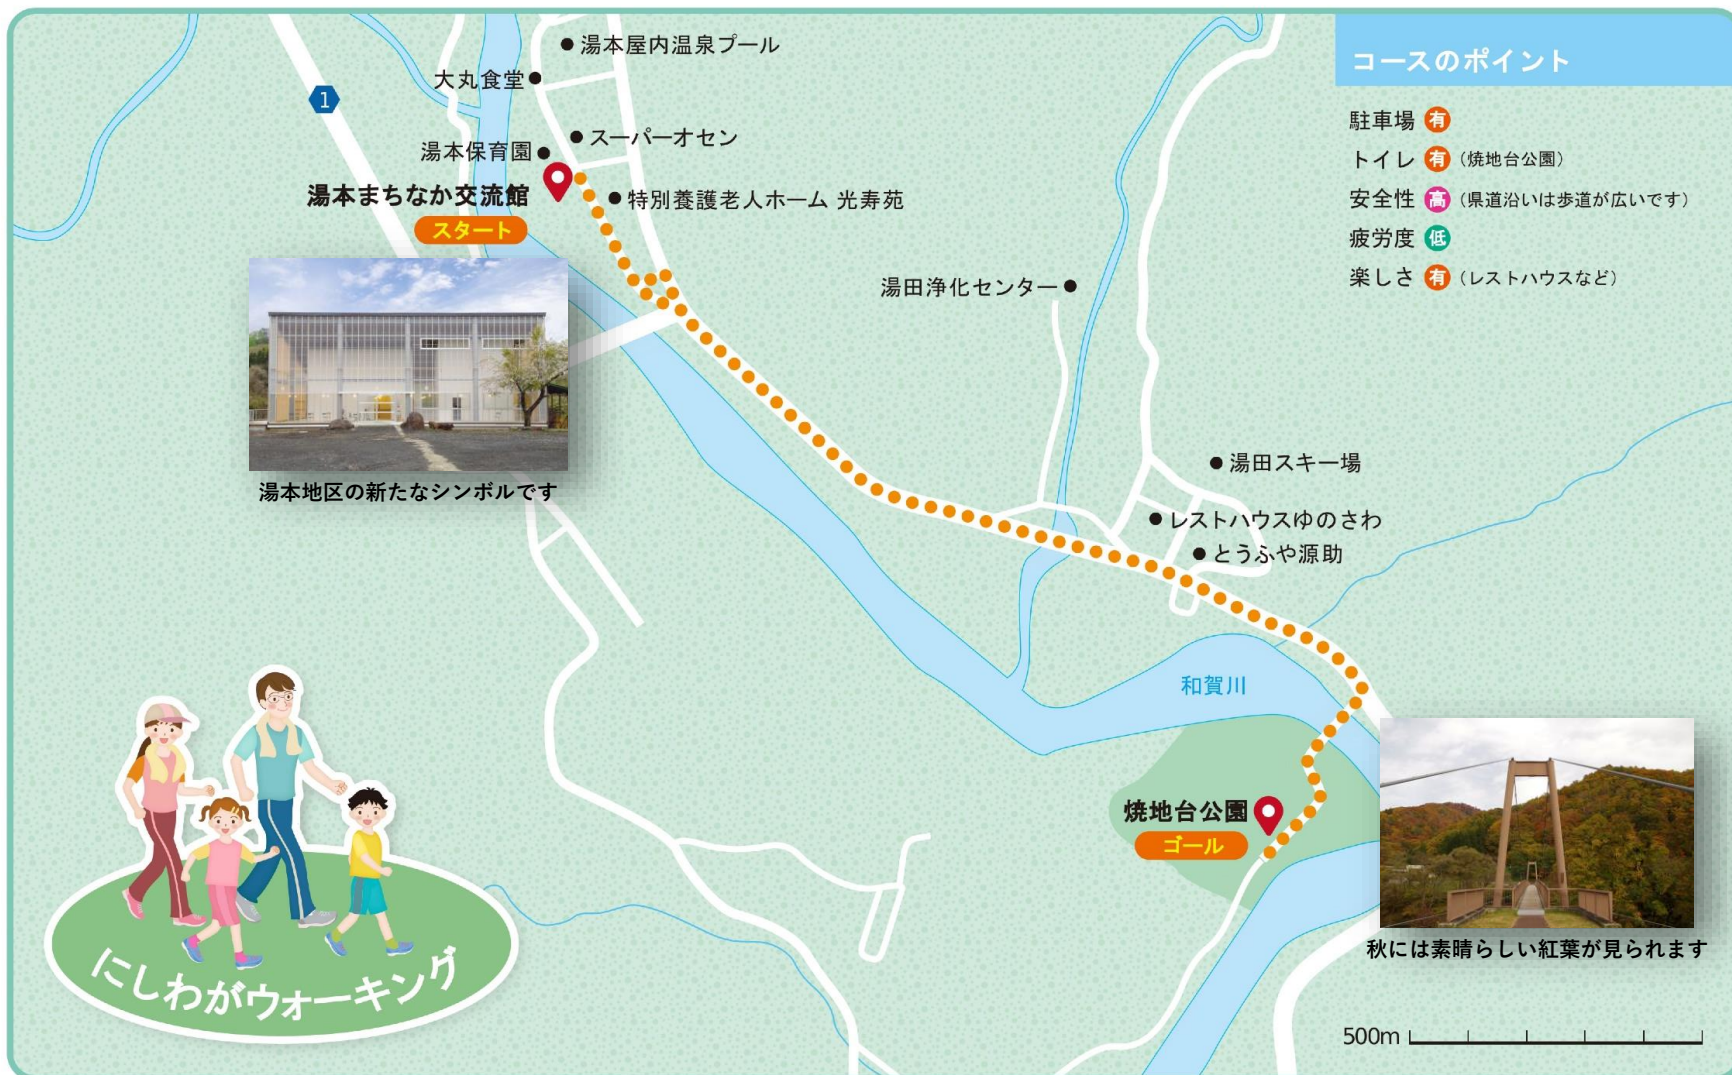 湯本屋内温泉プール
大丸食堂
1
スーパーオセン
湯本保育園
湯本まちなか交流館
スタート
特別養護老人ホーム 光寿苑
湯本地区の新たなシンボルです
湯田浄化センター
コースのポイント
駐車場 有
トイレ 有 (焼地台公園)
安全性 高 (県道沿いは歩道が広いです)
疲労度 低
楽しさ 有 (レストハウスなど)
湯田スキー場
レストハウスゆのさわ
とうふや源助
和賀川
焼地台公園
ゴール
秋には素晴らしい紅葉が見られます
にしわがウォーキング
500m